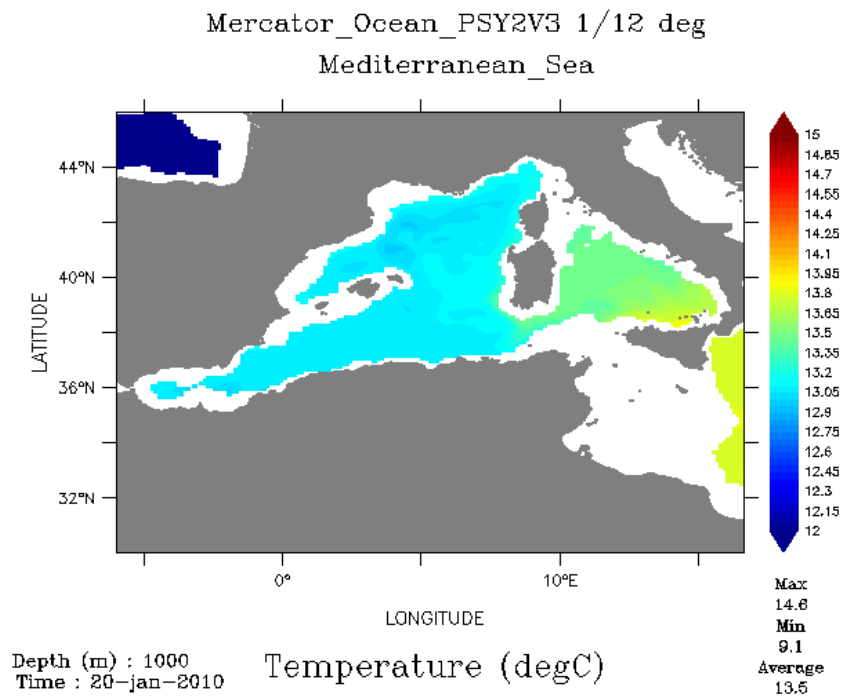 Mercator_Ocean_PSY2V3 1/12 deg
Mediterranean_Sea
15
14.85
14.7
14.55
14.4
14.25
14.1
13.95
13.8
13.65
13.5
13.35
13.2
13.05
12.9
12.75
12.6
12.45
12.3
12.15
12
44°N
40°N
36°N
32°N
LATITUDE
0°
10°E
LONGITUDE
Max
14.6
Min
9.1
Average
13.5
Depth (m) : 1000
Time : 20-jan-2010
Temperature (degC)